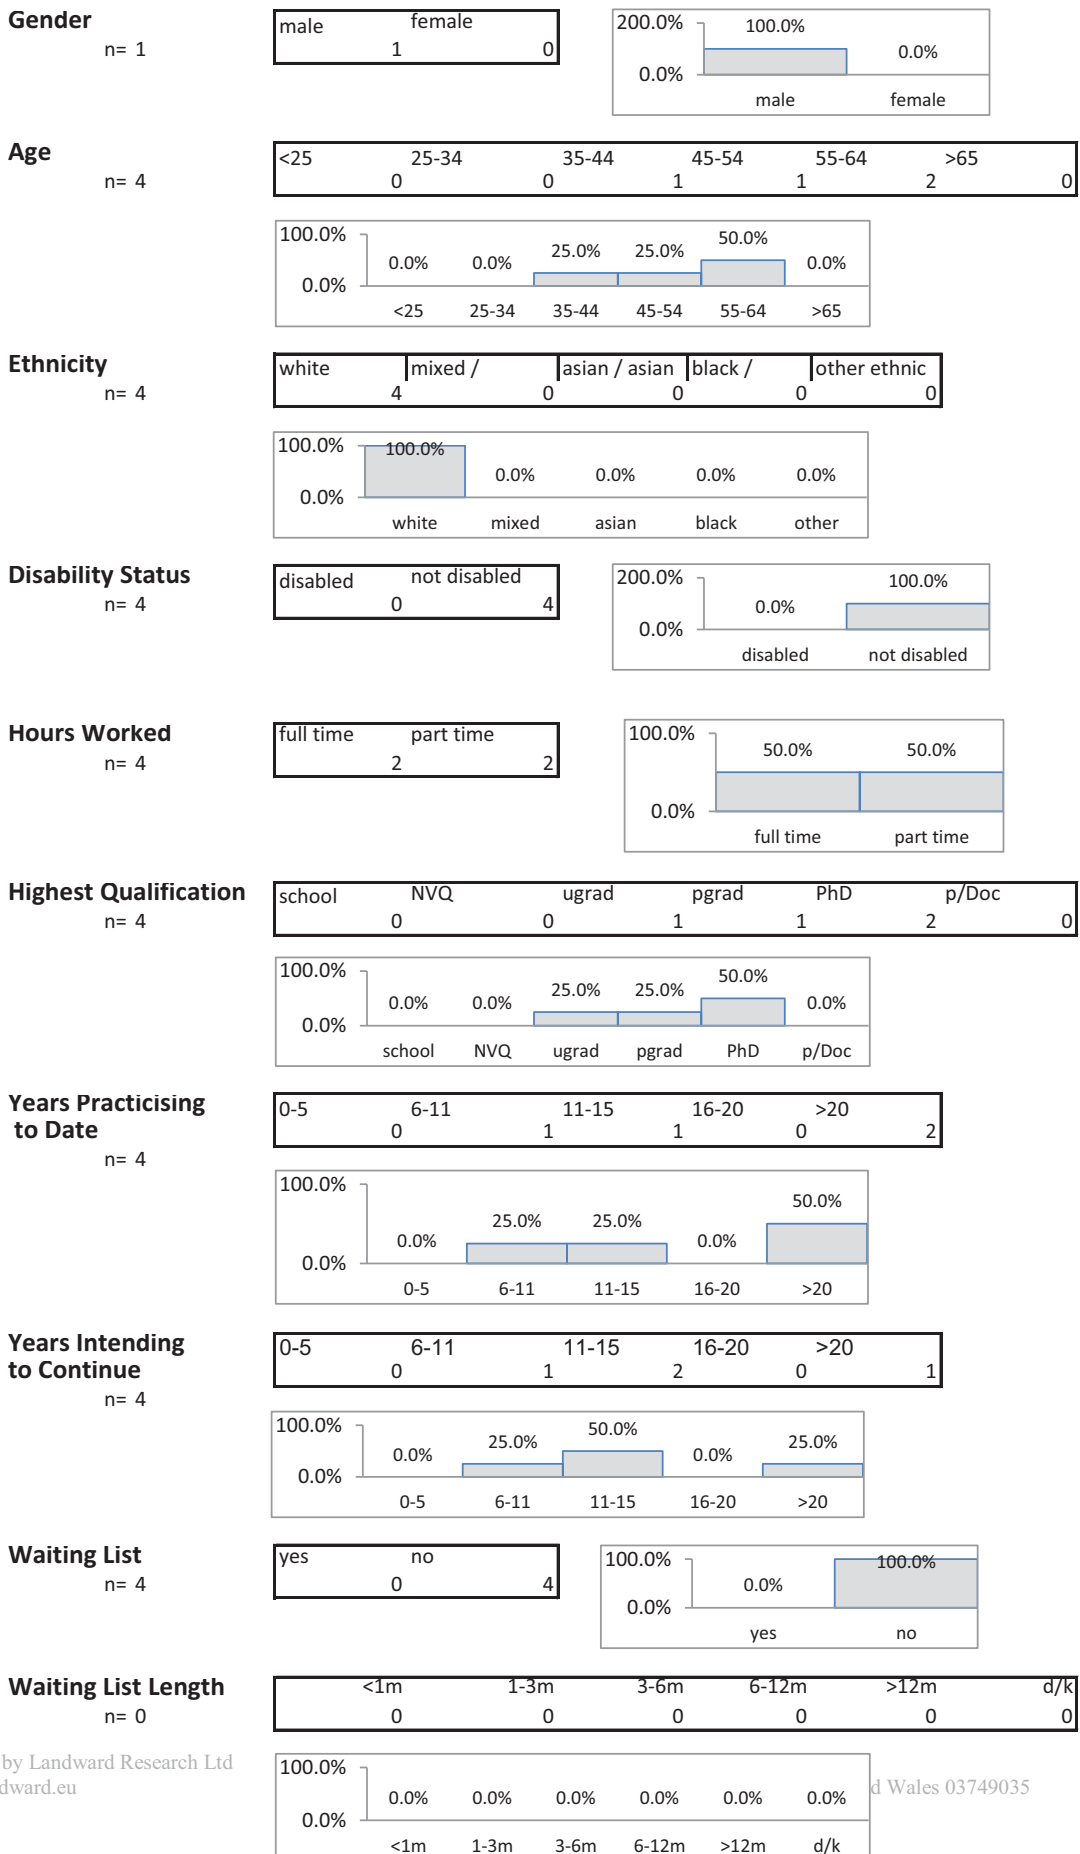 Gender
n= 1
male female
1 0
200.0%
0.0%
100.0% 0.0%
male female
Age
n= 4
<25 25-34 35-44 45-54 55-64 >65
0 0 1 1 2 0
100.0%
0.0%
0.0% 0.0% 25.0% 25.0% 50.0% 0.0%
<25 25-34 35-44 45-54 55-64 >65
Ethnicity
n= 4
white mixed / asian / asian black / other ethnic
4 0 0 0 0
100.0%
0.0%
100.0% 0.0% 0.0% 0.0% 0.0%
white mixed asian black other
Disability Status
n= 4
disabled not disabled
0 4
200.0%
0.0%
0.0% 100.0%
disabled not disabled
Hours Worked
n= 4
full time part time
2 2
100.0%
0.0%
50.0% 50.0%
full time part time
Highest Qualification
n= 4
school NVQ ugrad pgrad PhD p/Doc
0 0 1 1 2 0
100.0%
0.0%
0.0% 0.0% 25.0% 25.0% 50.0% 0.0%
school NVQ ugrad pgrad PhD p/Doc
Years Practicising
to Date
n= 4
0-5 6-11 11-15 16-20 >20
0 1 1 0 2
100.0%
0.0%
0.0% 25.0% 25.0% 0.0% 50.0%
0-5 6-11 11-15 16-20 >20
Years Intending
to Continue
n= 4
0-5 6-11 11-15 16-20 >20
0 1 2 0 1
100.0%
0.0%
0.0% 25.0% 50.0% 0.0% 25.0%
0-5 6-11 11-15 16-20 >20
Waiting List
n= 4
yes no
0 4
100.0%
0.0%
0.0% 100.0%
yes no
Waiting List Length
n= 0
<1m 1-3m 3-6m 6-12m >12m d/k
0 0 0 0 0 0
by Landward Research Ltd
dward.eu
d Wales 03749035
100.0%
0.0%
0.0% 0.0% 0.0% 0.0% 0.0% 0.0%
<1m 1-3m 3-6m 6-12m >12m d/k